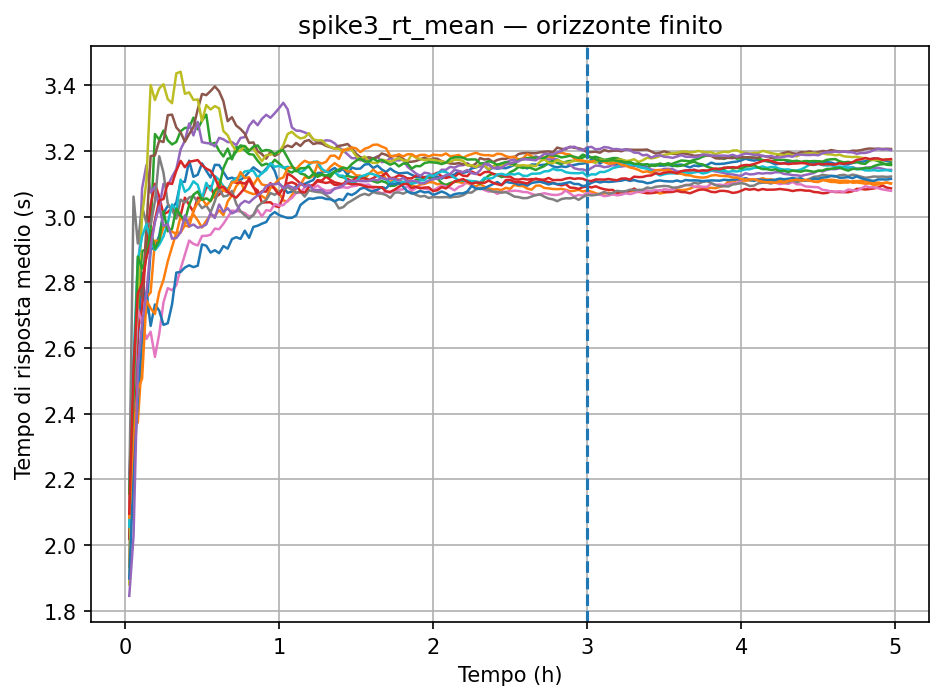 spike3_rt_mean — orizzonte finito
Tempo di risposta medio (s)
3.4
3.2
3.0
2.8
2.6
2.4
2.2
2.0
1.8
0 1 2 3 4 5
Tempo (h)